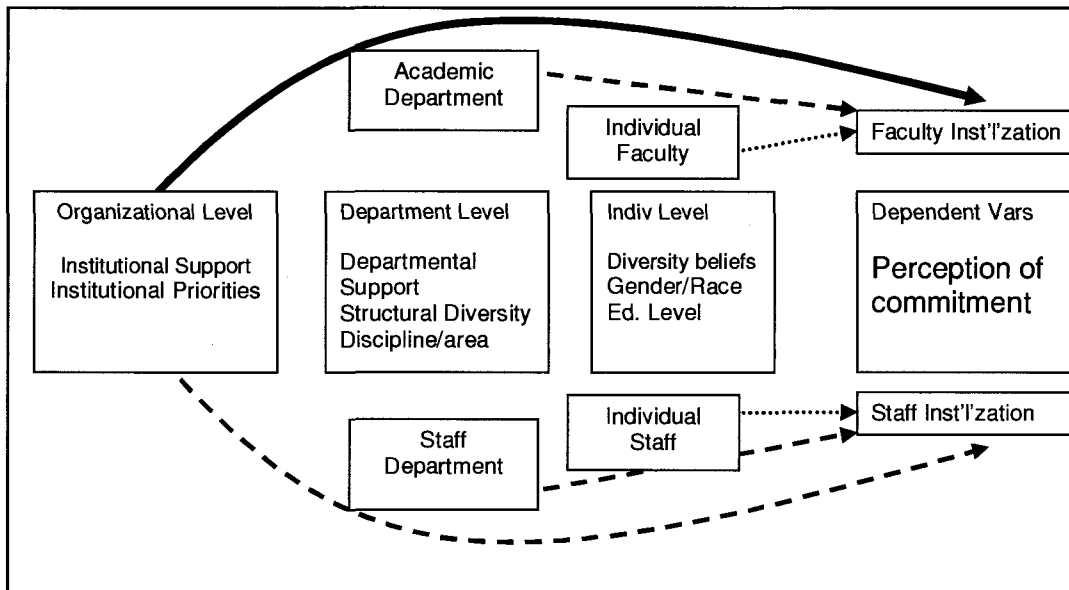 Academic
Department
Individual
Faculty
Faculty Inst'l'zation
Organizational Level
Institutional Support
Institutional Priorities
Department Level
Departmental
Support
Structural Diversity
Discipline/area
Indiv Level
Diversity beliefs
Gender/Race
Ed. Level
Dependent Vars
Perception of
commitment
Staff
Department
Individual
Staff
Staff Inst'l'zation